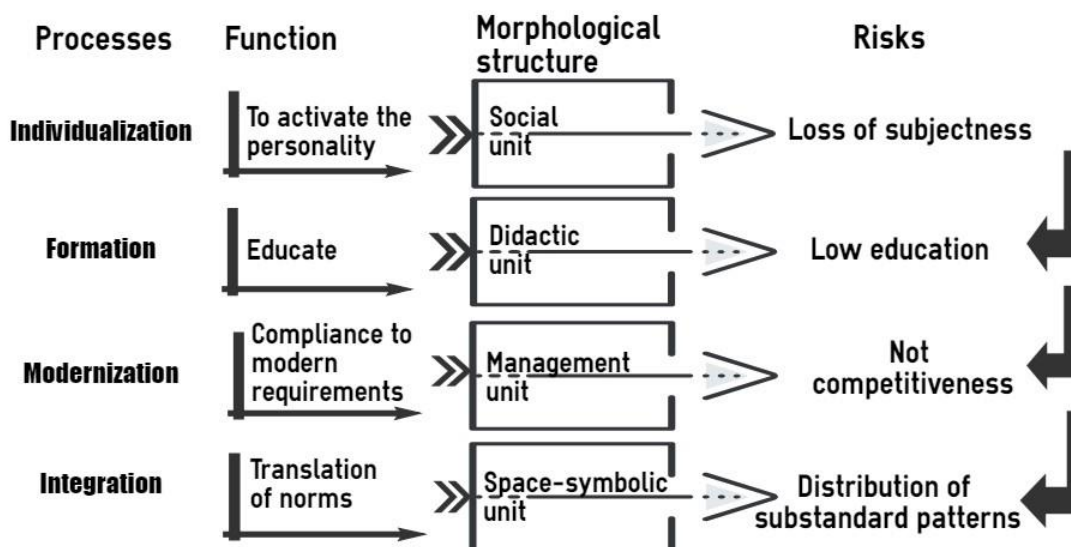 Processes
Function
Morphological
structure
Risks
Individualization
To activate the
personality
Social
unit
Loss of subjectness
Formation
Educate
Didactic
unit
Low education
Modernization
Compliance to
modern
requirements
Management
unit
Not
competitiveness
Integration
Translation
of norms
Space-symbolic
unit
Distribution of
substandard patterns